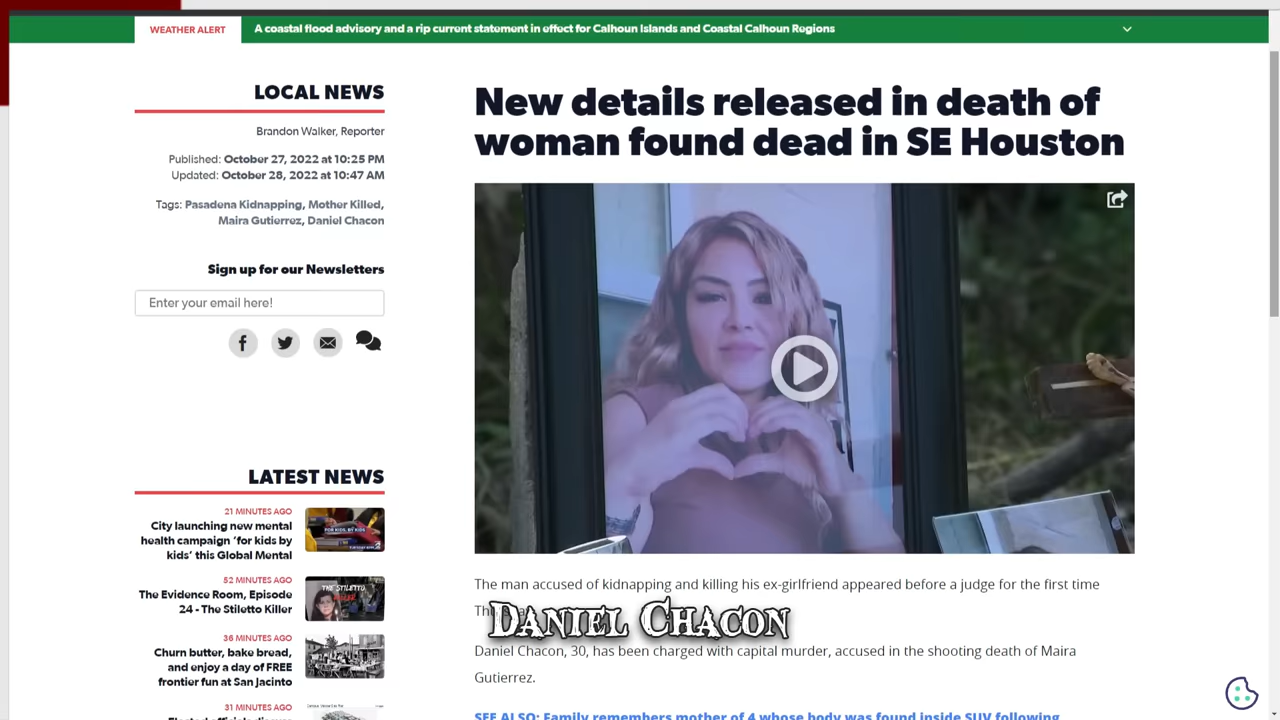 WEATHER ALERT
A coastal flood advisory and a rip current statement in effect for Calhoun Islands and Coastal Calhoun Regions
LOCAL NEWS
Brandon Walker, Reporter
Published: October 27, 2022 at 10:25 PM
Updated: October 28, 2022 at 10:47 AM
Tags: Pasadena Kidnapping, Mother Killed,
Maira Gutierrez, Daniel Chacon
Sign up for our Newsletters
Enter your email here!
LATEST NEWS
21 MINUTES AGO
City launching new mental
health campaign ‘for kids by
kids’ this Global Mental
FOR KIDS, BY KIDS
52 MINUTES AGO
The Evidence Room, Episode
24 - The Stiletto Killer
THE STILETTO
KILLER
36 MINUTES AGO
Churn butter, bake bread,
and enjoy a day of FREE
frontier fun at San Jacinto
31 MINUTES AGO
New details released in death of
woman found dead in SE Houston
The man accused of kidnapping and killing his ex-girlfriend appeared before a judge for the first time
Daniel Chacon
Daniel Chacon, 30, has been charged with capital murder, accused in the shooting death of Maira
Gutierrez.
SEE ALSO: Family remembers mother of 4 whose body was found inside SUV following